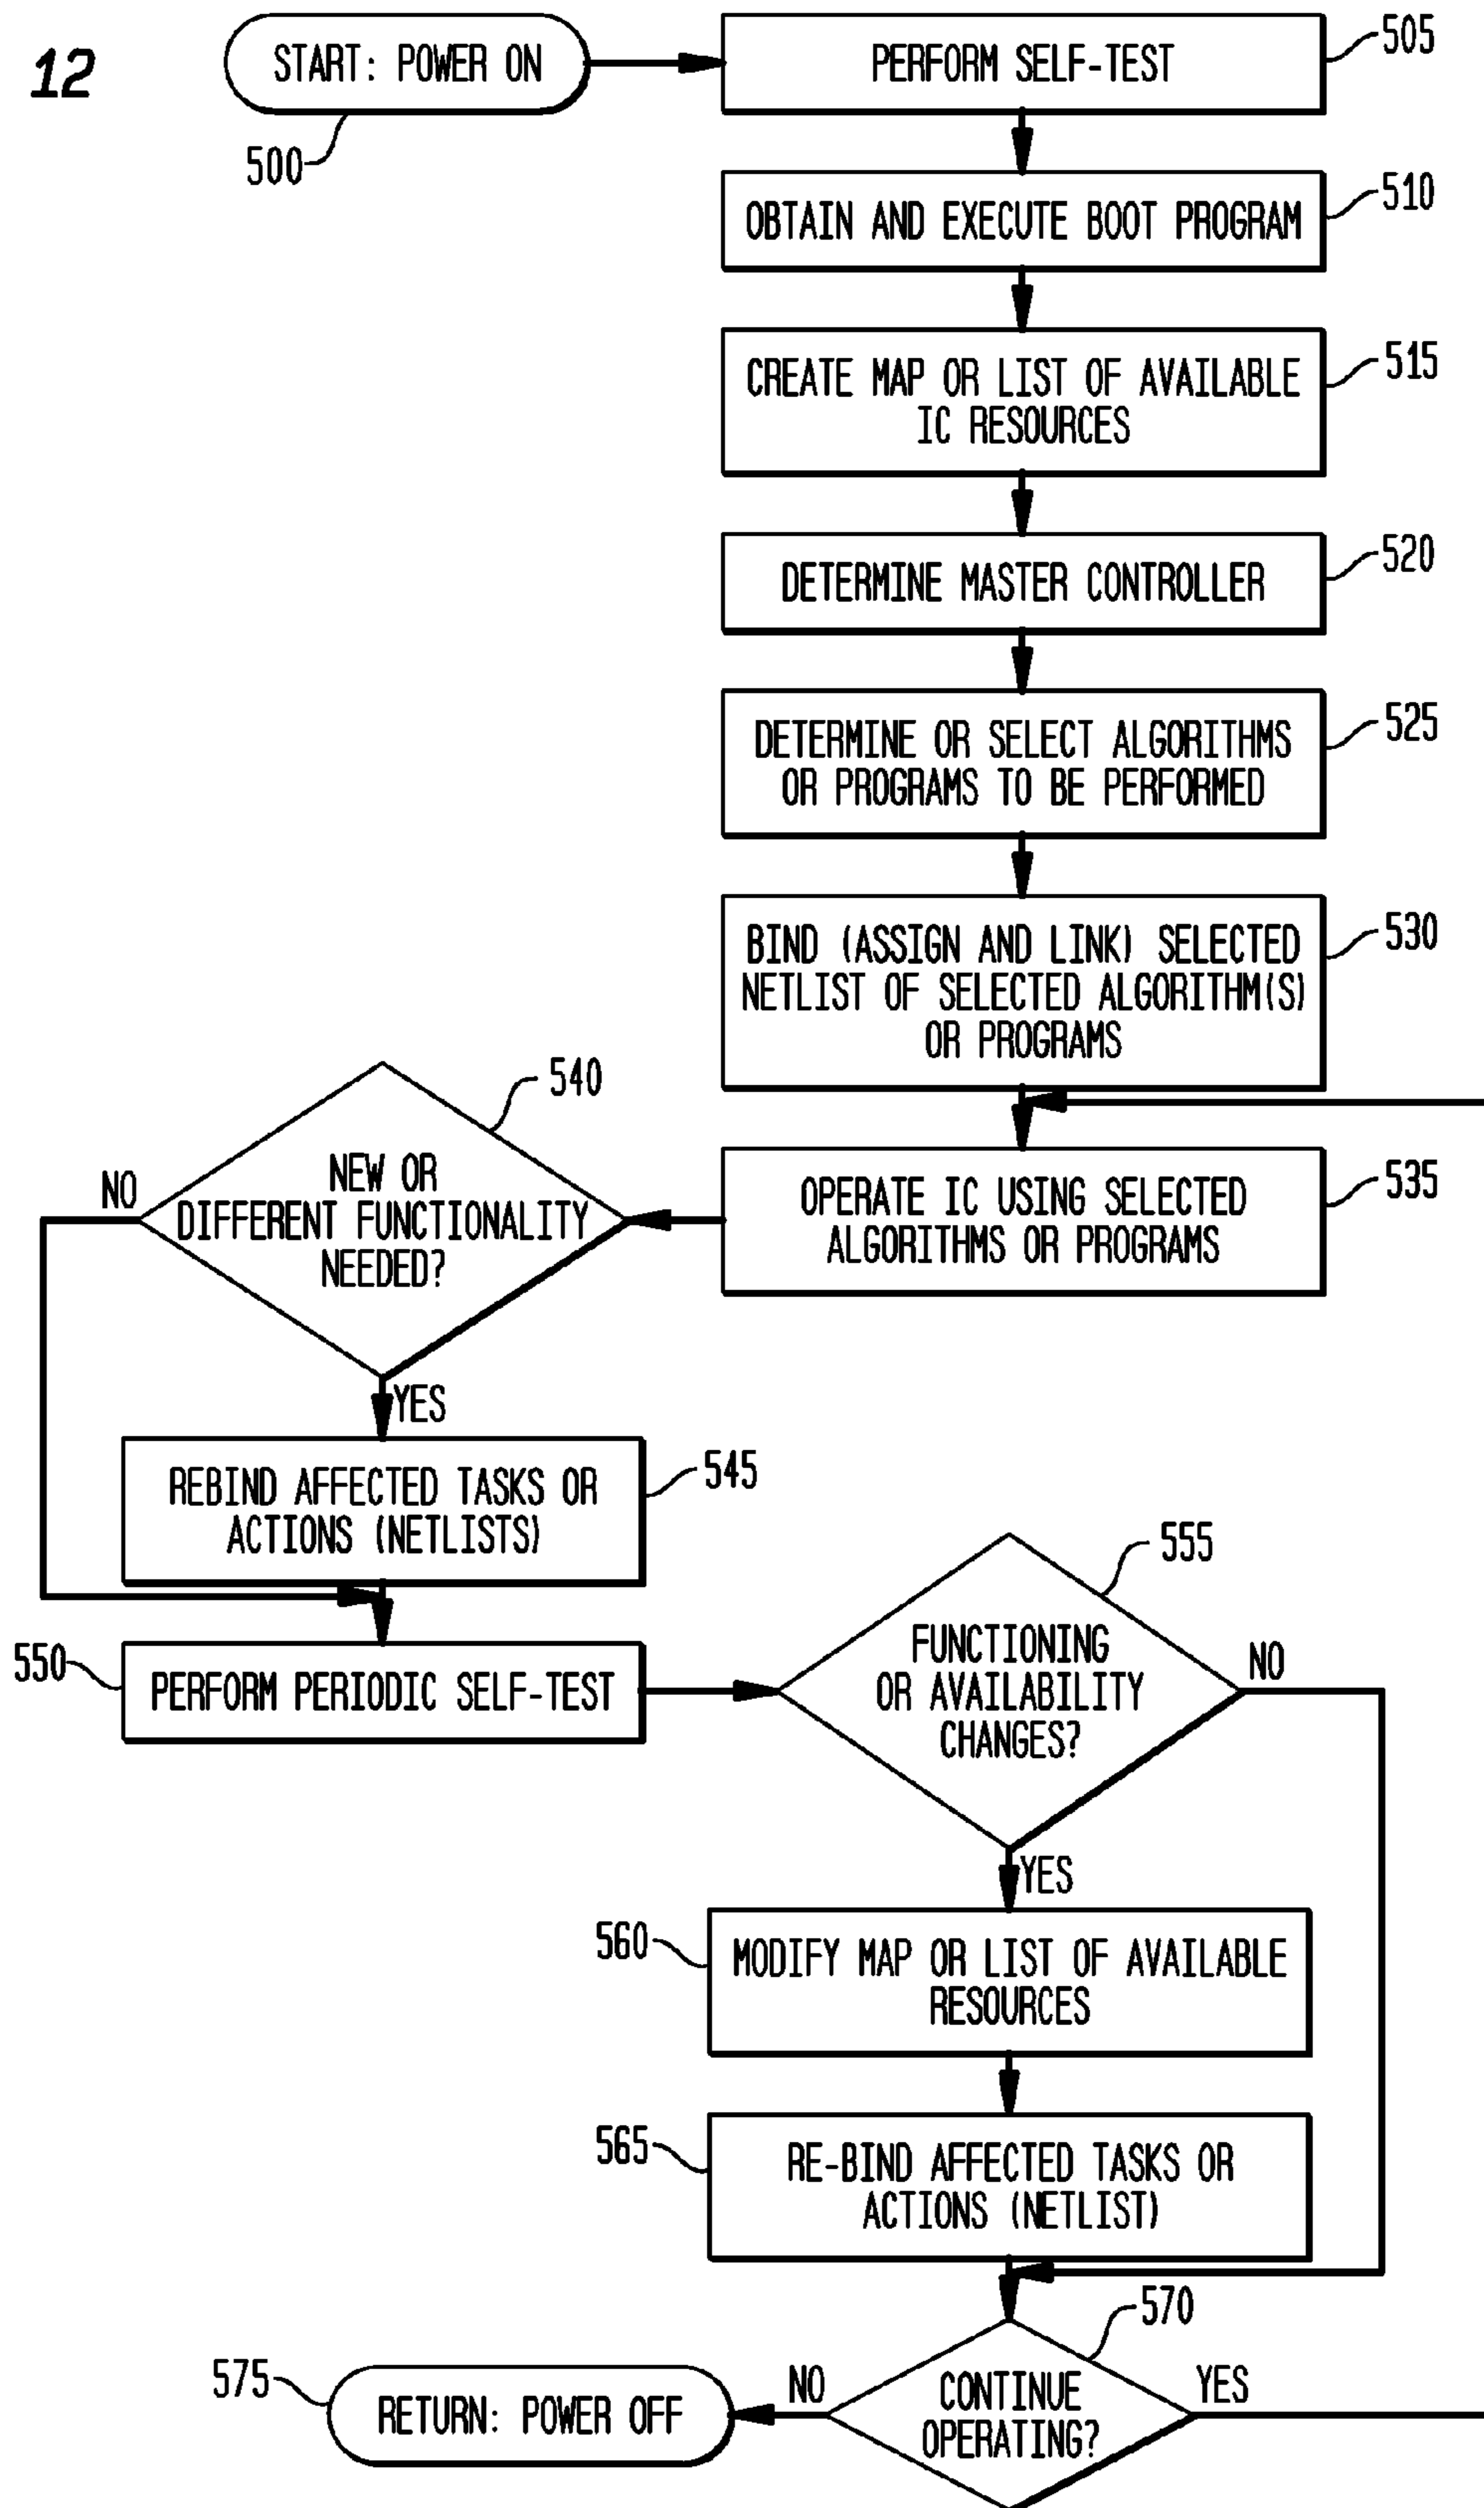 12
START: POWER ON
500
PERFORM SELF-TEST
505
OBTAIN AND EXECUTE BOOT PROGRAM
510
CREATE MAP OR LIST OF AVAILABLE
IC RESOURCES
515
DETERMINE MASTER CONTROLLER
520
DETERMINE OR SELECT ALGORITHMS
OR PROGRAMS TO BE PERFORMED
525
BIND (ASSIGN AND LINK) SELECTED
NETLIST OF SELECTED ALGORITHM(S)
OR PROGRAMS
530
OPERATE IC USING SELECTED
ALGORITHMS OR PROGRAMS
535
540
NEW OR
DIFFERENT FUNCTIONALITY
NEEDED?
NO
YES
REBIND AFFECTED TASKS OR
ACTIONS (NETLISTS)
545
550
PERFORM PERIODIC SELF-TEST
555
FUNCTIONING
OR AVAILABILITY
CHANGES?
NO
YES
560
MODIFY MAP OR LIST OF AVAILABLE
RESOURCES
565
RE-BIND AFFECTED TASKS OR
ACTIONS (NETLIST)
570
CONTINUE
OPERATING?
YES
NO
575
RETURN: POWER OFF